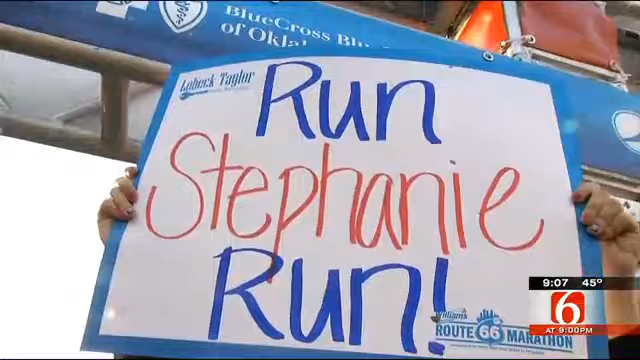 BlueCross Blu
of Okla
Lobeck Taylor
Run
Stephanie
Run!
Williams
ROUTE 66 MARATHON
9:07 45°
6
AT 9:00PM